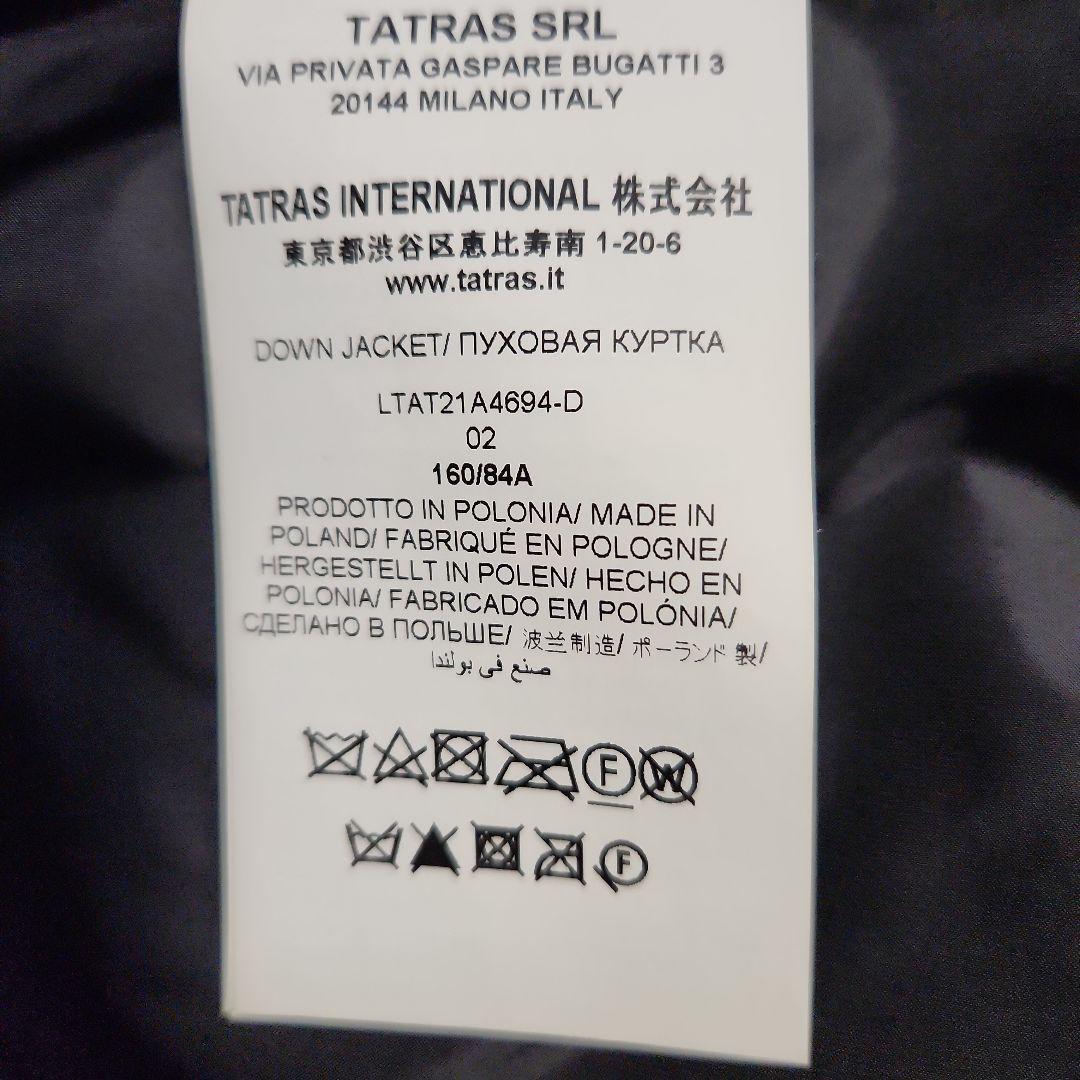 TATRAS SRL
VIA PRIVATA GASPARE BUGATTI 3
20144 MILANO ITALY
TATRAS INTERNATIONAL 株式会社
東京都渋谷区恵比寿南 1-20-6
www.tatras.it
DOWN JACKET/ ПУХОВАЯ КУРТКА
LTAT21A4694-D
02
160/84A
PRODOTTO IN POLONIA/ MADE IN
POLAND/ FABRIQUÉ EN POLOGNE/
HERGESTELLT IN POLEN/ HECHO EN
POLONIA/ FABRICADO EM POLÓNIA/
СДЕЛАНО В ПОЛЬШЕ/ 波兰制造/ ポーランド 製/
صنع في بولندا
F W
F